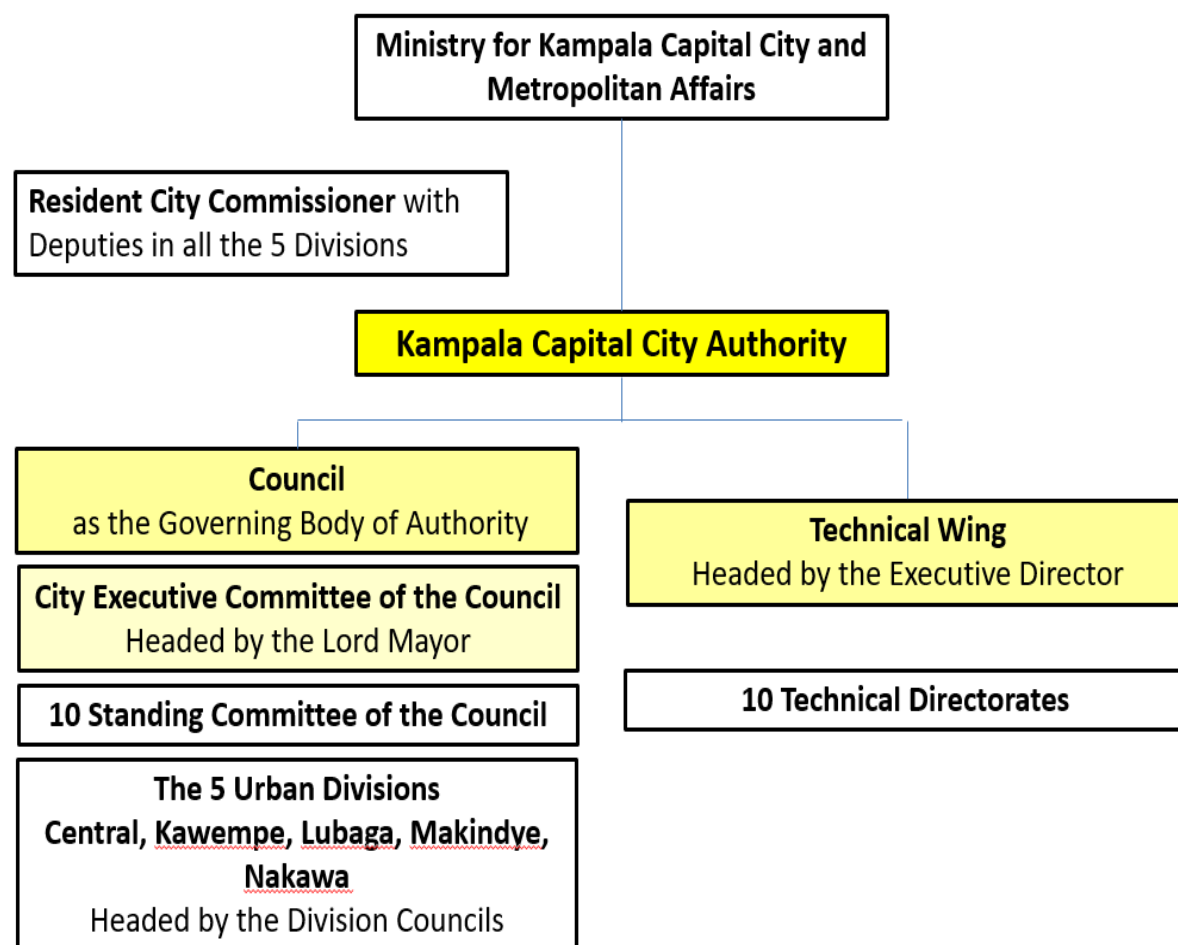 Ministry for Kampala Capital City and
Metropolitan Affairs
Resident City Commissioner with
Deputies in all the 5 Divisions
Kampala Capital City Authority
Council
as the Governing Body of Authority
City Executive Committee of the Council
Headed by the Lord Mayor
10 Standing Committee of the Council
The 5 Urban Divisions
Central, Kawempe, Lubaga, Makindye,
Nakawa
Headed by the Division Councils
Technical Wing
Headed by the Executive Director
10 Technical Directorates